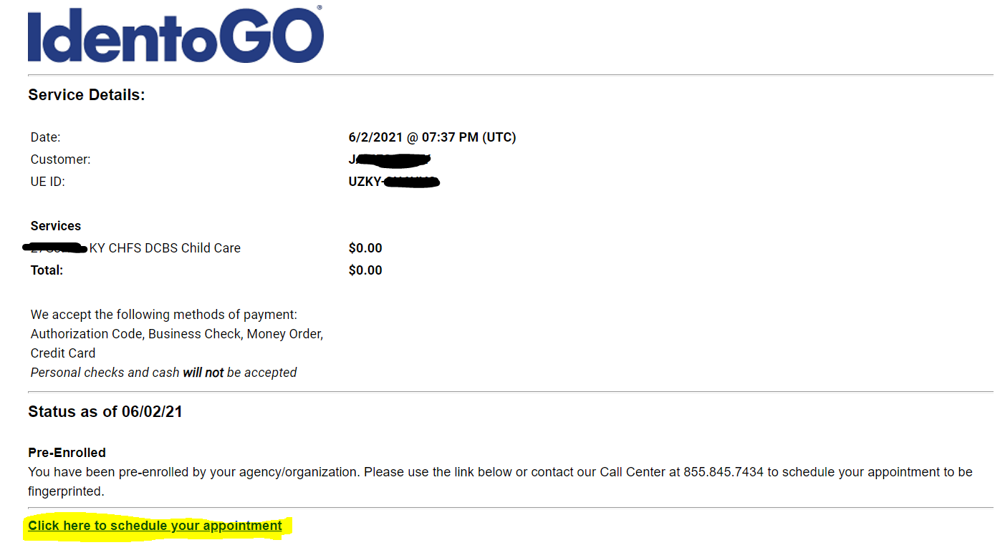 IdentoGO®
Service Details:
Date: 6/2/2021 @ 07:37 PM (UTC)
Customer: J
UE ID: UZKY-
Services
KY CHFS DCBS Child Care $0.00
Total: $0.00
We accept the following methods of payment:
Authorization Code, Business Check, Money Order,
Credit Card
Personal checks and cash will not be accepted
Status as of 06/02/21
Pre-Enrolled
You have been pre-enrolled by your agency/organization. Please use the link below or contact our Call Center at 855.845.7434 to schedule your appointment to be
fingerprinted.
Click here to schedule your appointment